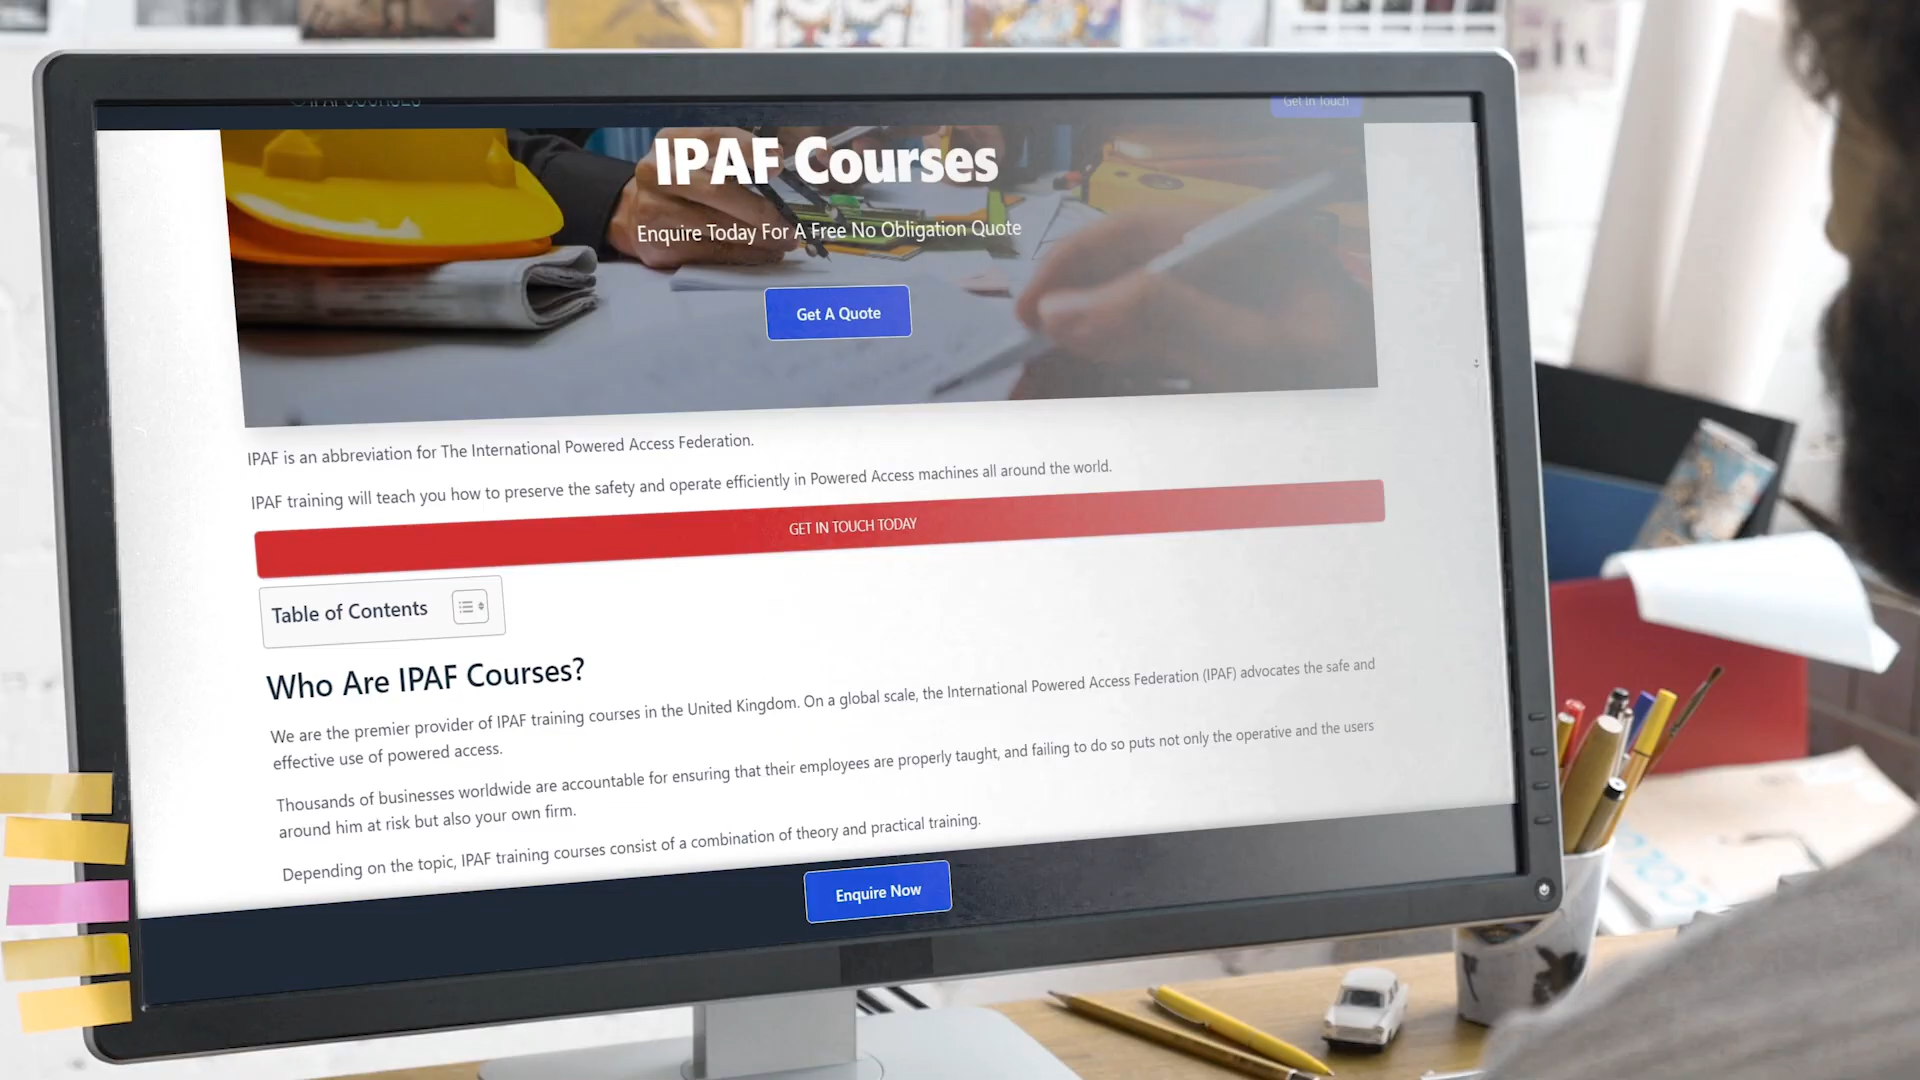 IPAF COURSES
Get In Touch
IPAF Courses
Enquire Today For A Free No Obligation Quote
Get A Quote
IPAF is an abbreviation for The International Powered Access Federation.
IPAF training will teach you how to preserve the safety and operate efficiently in Powered Access machines all around the world.
GET IN TOUCH TODAY
Table of Contents
Who Are IPAF Courses?
We are the premier provider of IPAF training courses in the United Kingdom. On a global scale, the International Powered Access Federation (IPAF) advocates the safe and
effective use of powered access.
Thousands of businesses worldwide are accountable for ensuring that their employees are properly taught, and failing to do so puts not only the operative and the users
around him at risk but also your own firm.
Depending on the topic, IPAF training courses consist of a combination of theory and practical training.
Enquire Now